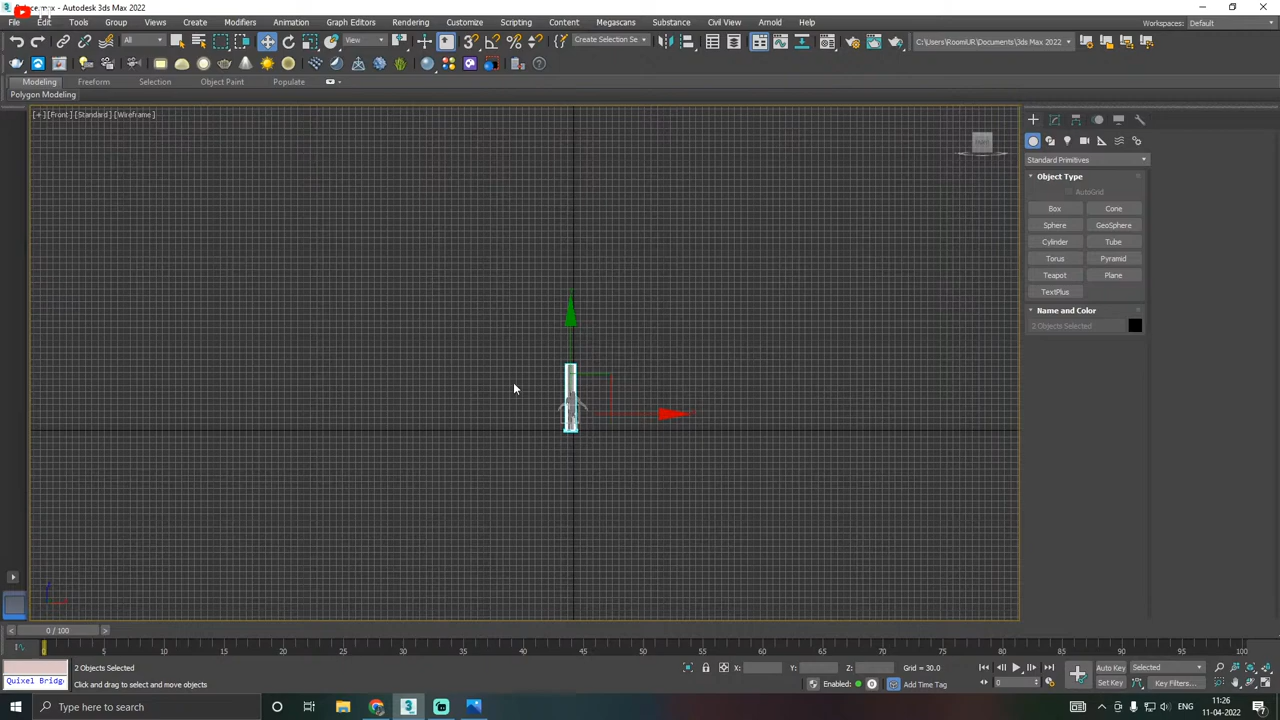 .max - Autodesk 3ds Max 2022
File Edit Tools Group Views Create Modifiers Animation Graph Editors Rendering Customize Scripting Content Megascans Substance Civil View Arnold Help
Workspaces: Default
All View Create Selection Se C:\Users\RoomUR\Documents\3ds Max 2022
Modeling Freeform Selection Object Paint Populate
Polygon Modeling
[+] [Front] [Standard] [Wireframe]
Standard Primitives
Object Type
AutoGrid
Box Cone
Sphere GeoSphere
Cylinder Tube
Torus Pyramid
Teapot Plane
TextPlus
Name and Color
2 Objects Selected
0 / 100
0 5 10 15 20 25 30 35 40 45 50 55 60 65 70 75 80 85 90 95 100
2 Objects Selected X: Y: Z: Grid = 30.0 Auto Key Selected
Quixel Bridg Click and drag to select and move objects Enabled: Add Time Tag 0 Set Key Key Filters...
Type here to search
11:26
11-04-2022